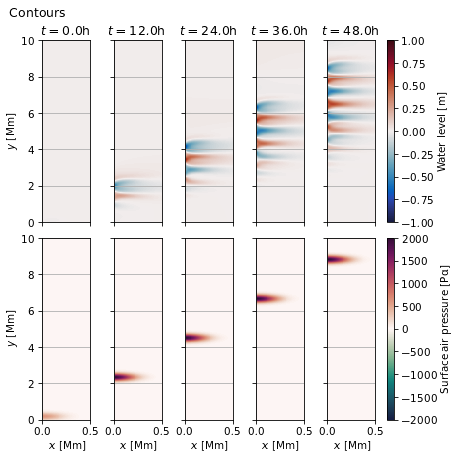 Contours
t = 0.0h
t = 12.0h
t = 24.0h
t = 36.0h
t = 48.0h
10
8
6
4
2
0
y [Mm]
1.00
0.75
0.50
0.25
0.00
−0.25
−0.50
−0.75
−1.00
Water level [m]
10
8
6
4
2
0
y [Mm]
0.0
0.5
x [Mm]
0.0
0.5
x [Mm]
0.0
0.5
x [Mm]
0.0
0.5
x [Mm]
0.0
0.5
x [Mm]
2000
1500
1000
500
0
−500
−1000
−1500
−2000
Surface air pressure [Pa]